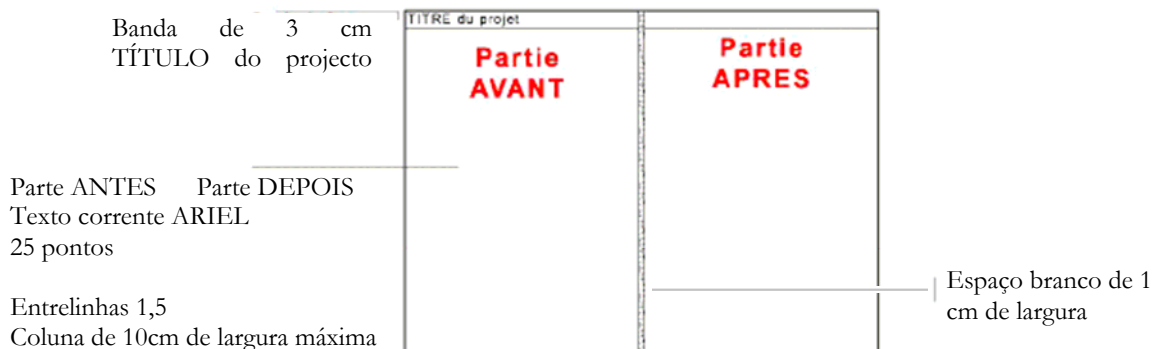 Banda de 3 cm
TÍTULO do projecto
TITRE du projet
Partie
AVANT
Partie
APRES
Parte ANTES Parte DEPOIS
Texto corrente ARIEL
25 pontos
Entrelinhas 1,5
Coluna de 10cm de largura máxima
Espaço branco de 1
cm de largura